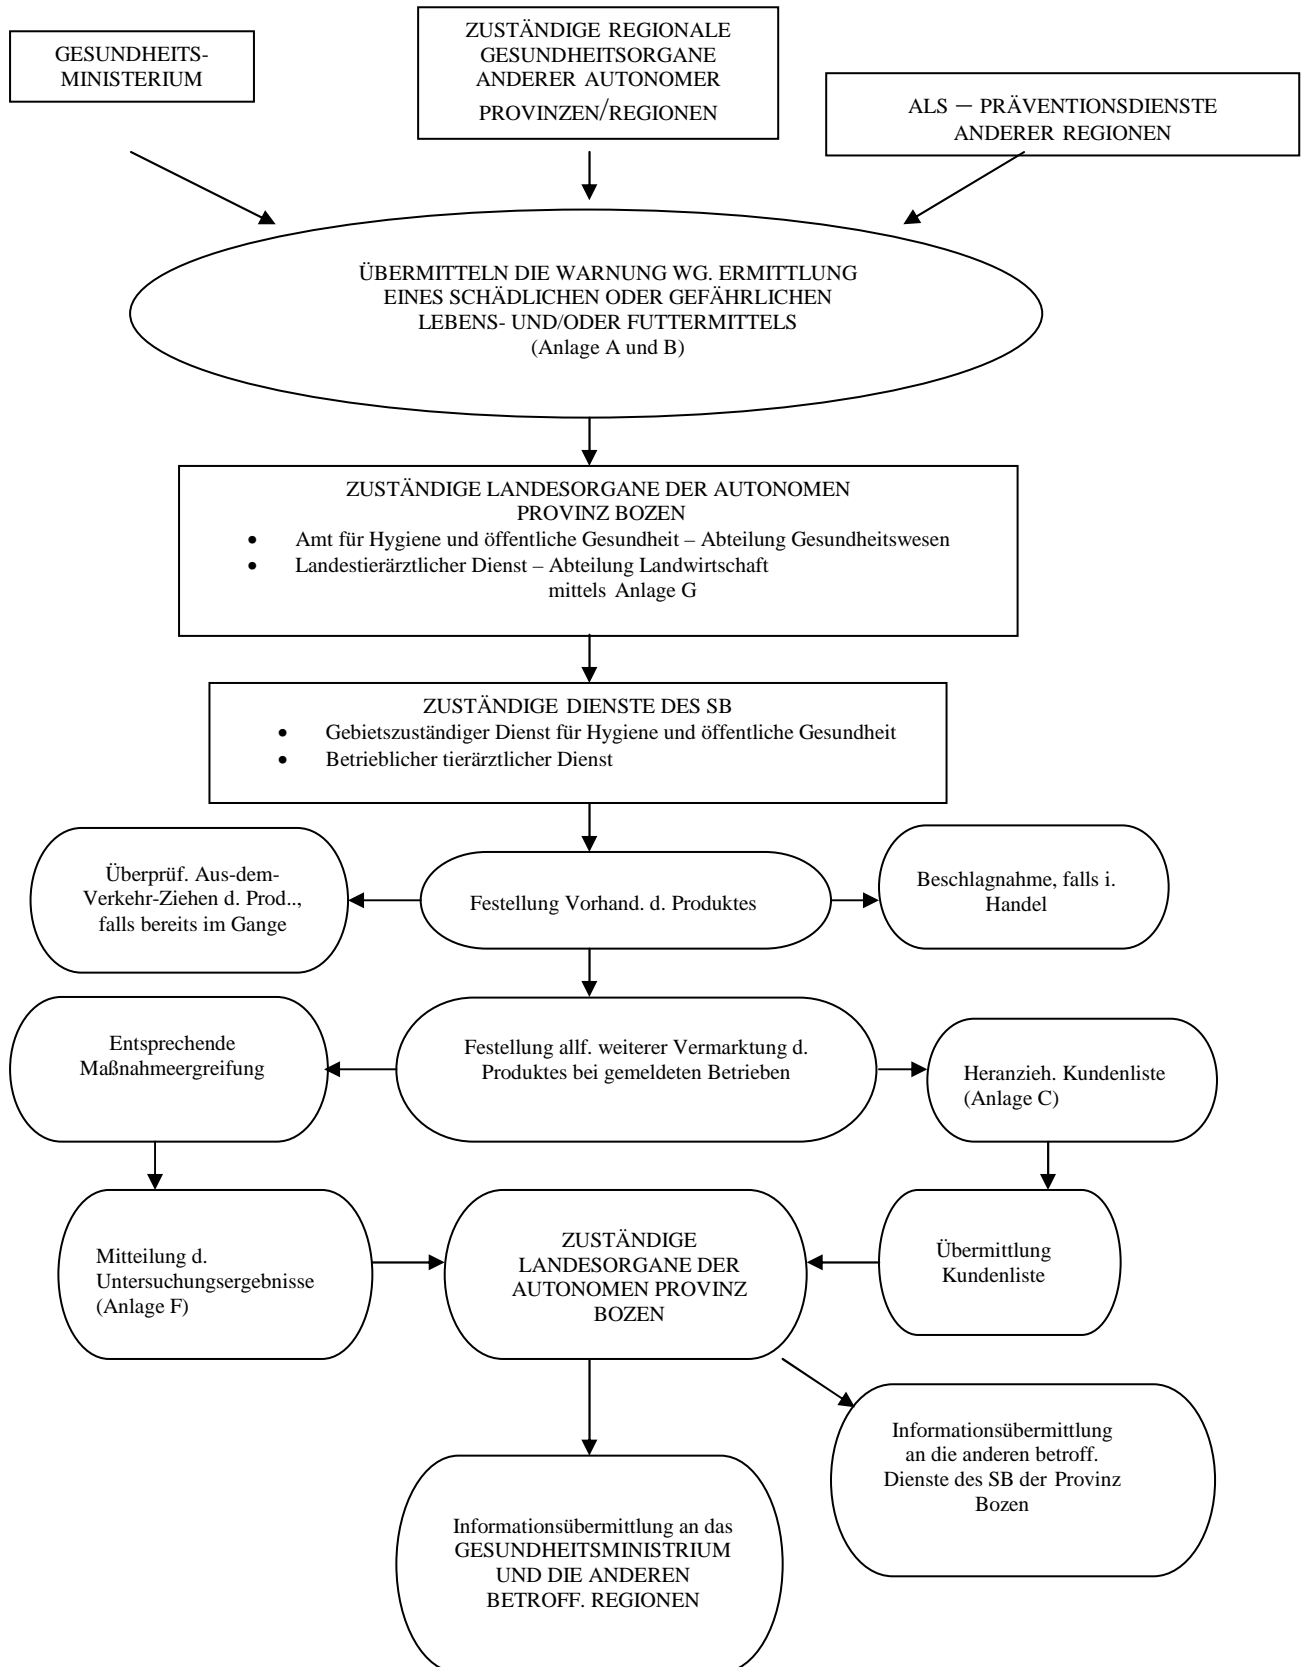 GESUNDHEITS-
MINISTERIUM
ZUSTÄNDIGE REGIONALE
GESUNDHEITSORGANE
ANDERER AUTONOMER
PROVINZEN/REGIONEN
ALS – PRÄVENTIONSDIENSTE
ANDERER REGIONEN
ÜBERMITTELN DIE WARNUNG WG. ERMITTLUNG
EINES SCHÄDLICHEN ODER GEFÄHRLICHEN
LEBENS- UND/ODER FUTTERMITTELS
(Anlage A und B)
ZUSTÄNDIGE LANDESORGANE DER AUTONOMEN
PROVINZ BOZEN
• Amt für Hygiene und öffentliche Gesundheit – Abteilung Gesundheitswesen
• Landestierärztlicher Dienst – Abteilung Landwirtschaft
mittels Anlage G
ZUSTÄNDIGE DIENSTE DES SB
• Gebietszuständiger Dienst für Hygiene und öffentliche Gesundheit
• Betrieblicher tierärztlicher Dienst
Überprüf. Aus-dem-
Verkehr-Ziehen d. Prod..,
falls bereits im Gange
Festellung Vorhand. d. Produktes
Beschlagnahme, falls i.
Handel
Entsprechende
Maßnahmeergreifung
Festellung allf. weiterer Vermarktung d.
Produktes bei gemeldeten Betrieben
Heranzieh. Kundenliste
(Anlage C)
Mitteilung d.
Untersuchungsergebnisse
(Anlage F)
ZUSTÄNDIGE
LANDESORGANE DER
AUTONOMEN PROVINZ
BOZEN
Übermittlung
Kundenliste
Informationsübermittlung
an die anderen betroff.
Dienste des SB der Provinz
Bozen
Informationsübermittlung an das
GESUNDHEITSMINISTRIUM
UND DIE ANDEREN
BETROFF. REGIONEN